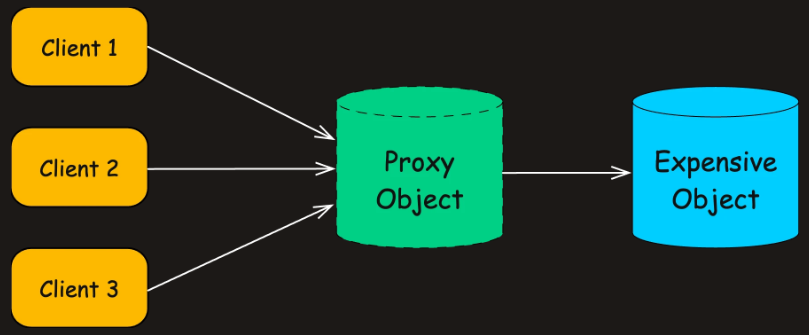 Client 1
Client 2
Client 3
Proxy
Object
Expensive
Object